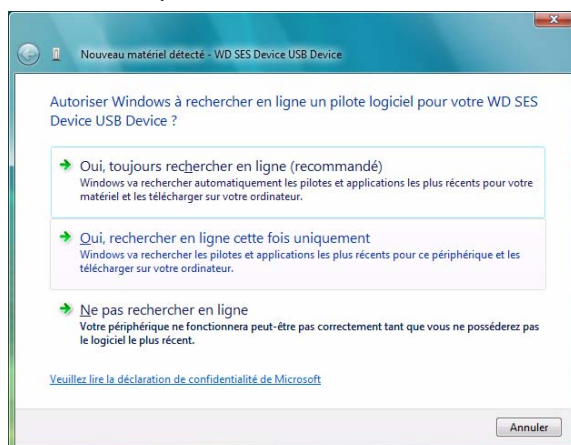 Nouveau matériel détecté - WD SES Device USB Device
Autoriser Windows à rechercher en ligne un pilote logiciel pour votre WD SES
Device USB Device ?
Oui, toujours rechercher en ligne (recommandé)
Windows va rechercher automatiquement les pilotes et applications les plus récents pour votre
matériel et les télécharger sur votre ordinateur.
Oui, rechercher en ligne cette fois uniquement
Windows va rechercher les pilotes et applications les plus récents pour ce périphérique et les
télécharger sur votre ordinateur.
Ne pas rechercher en ligne
Votre périphérique ne fonctionnera peut-être pas correctement tant que vous ne posséderez pas
le logiciel le plus récent.
Veuillez lire la déclaration de confidentialité de Microsoft
Annuler